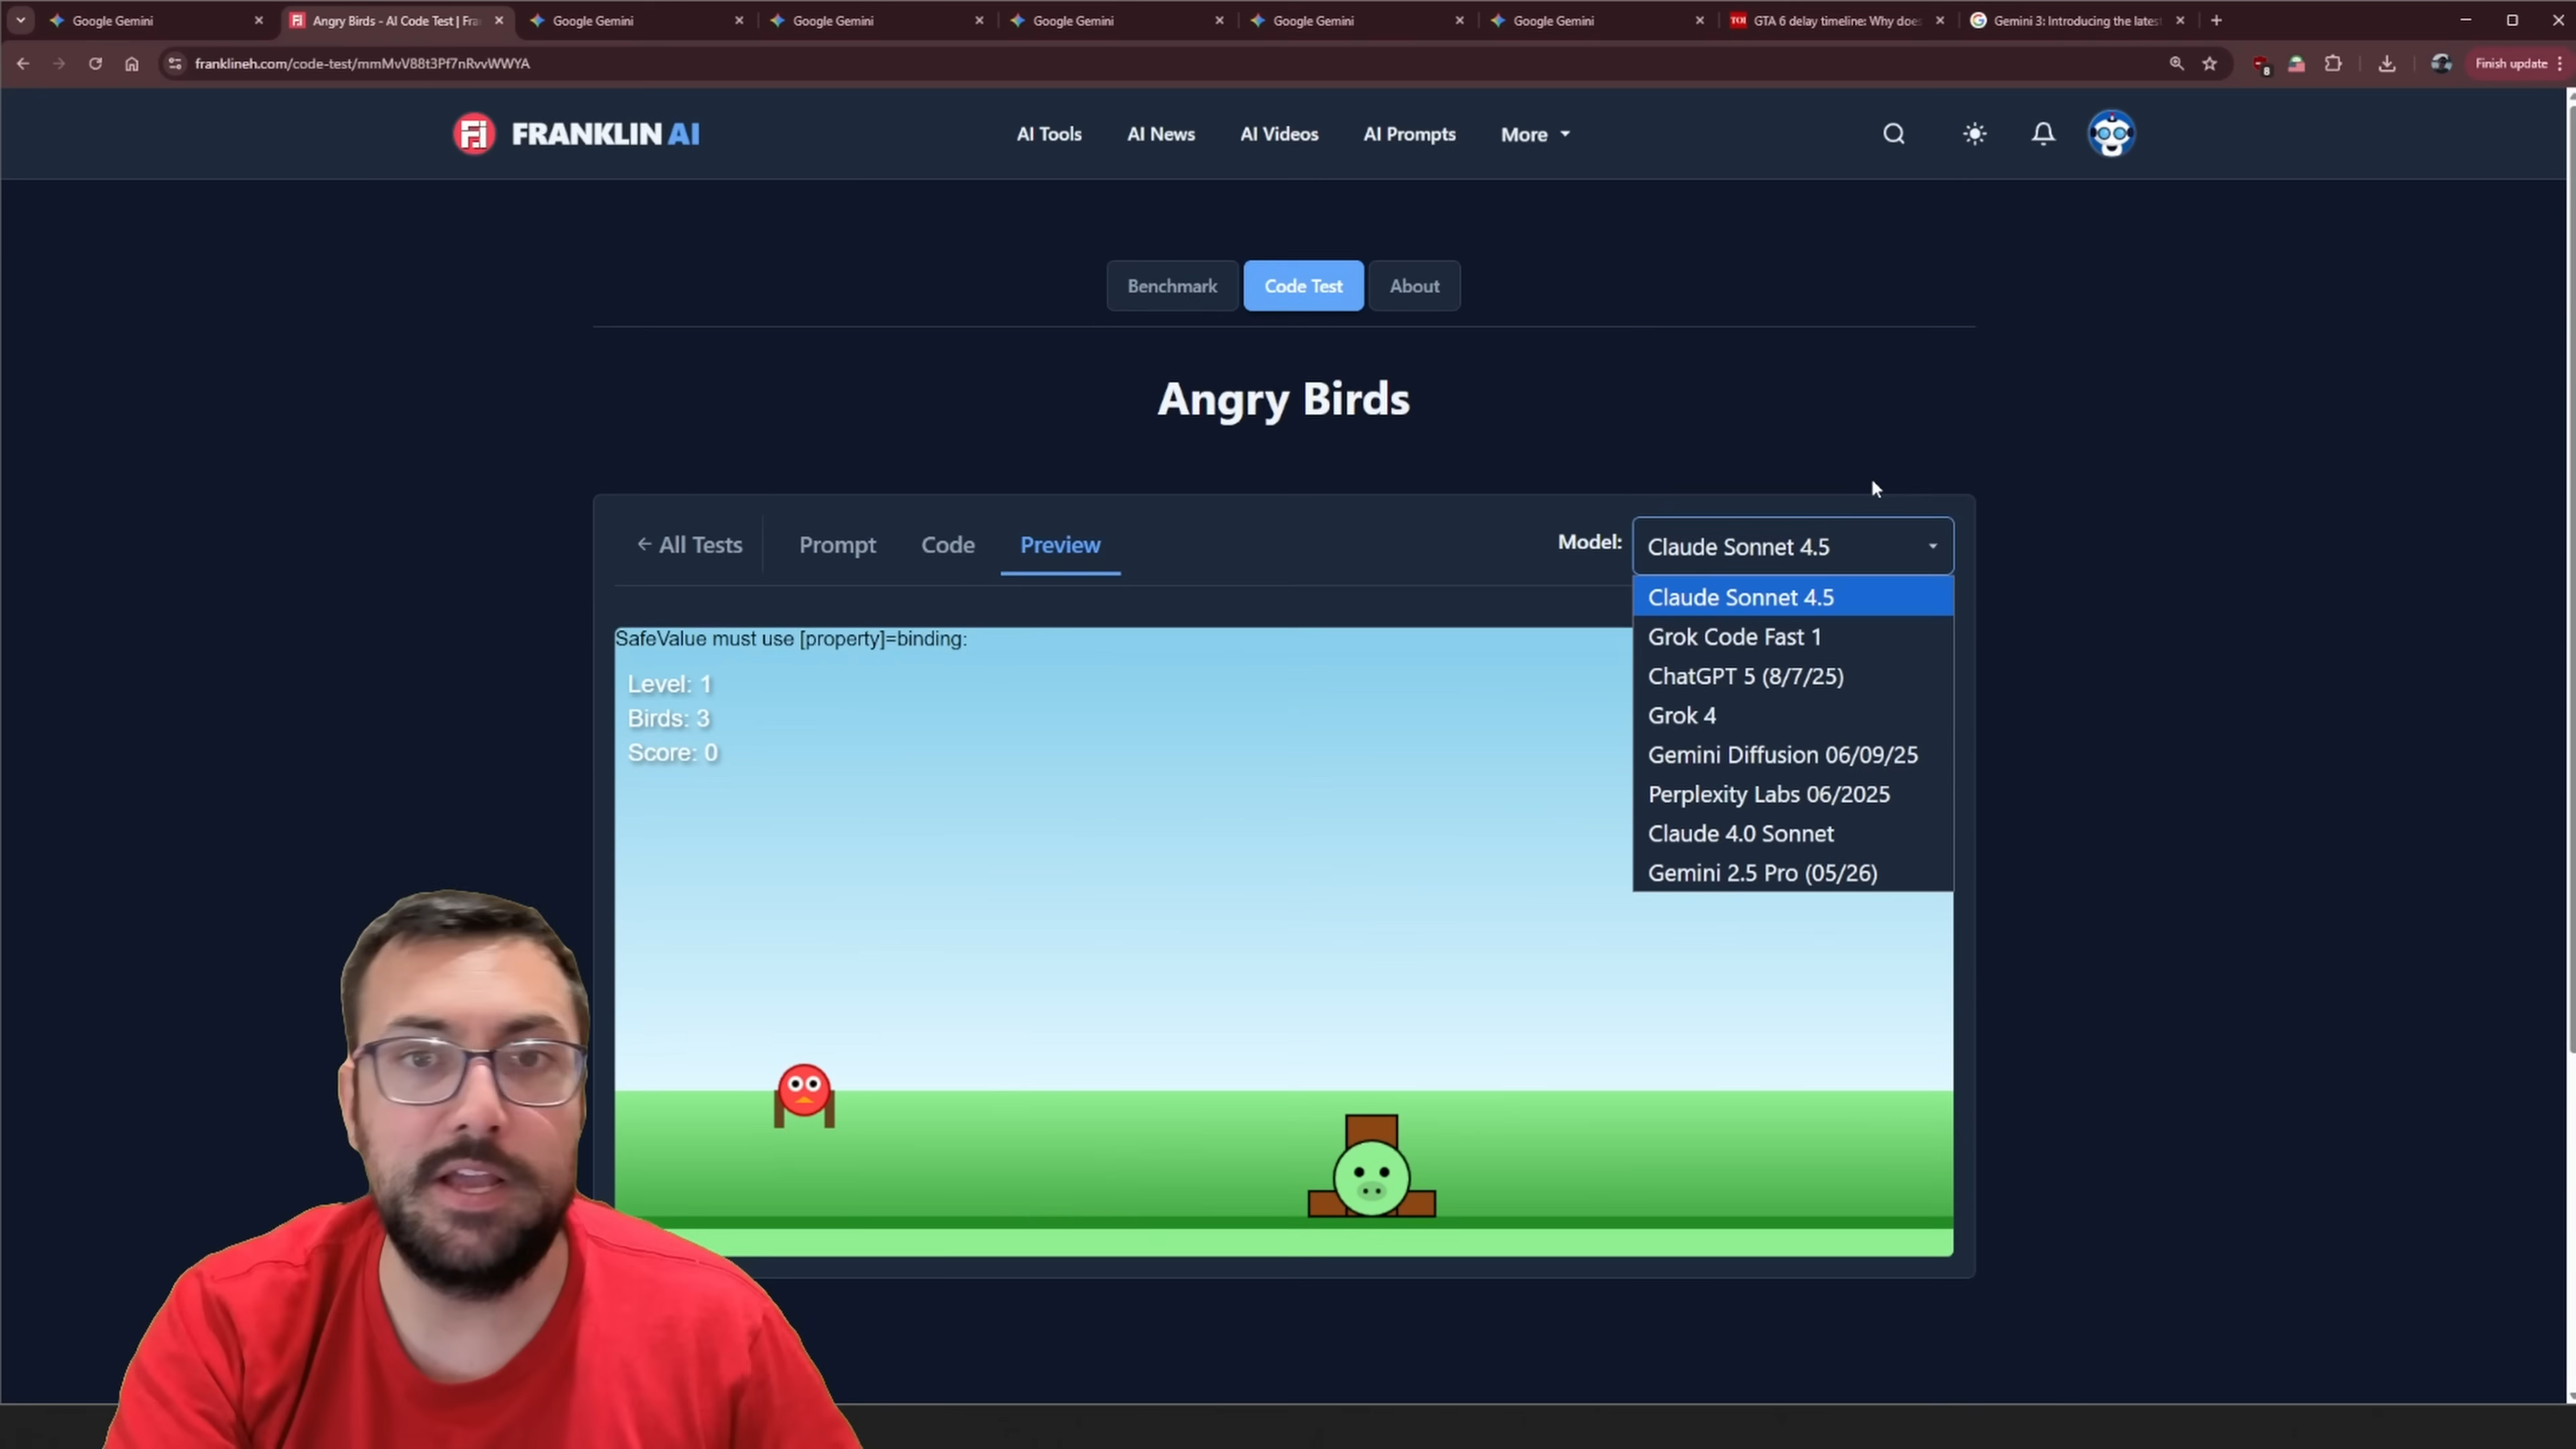 Google Gemini
Angry Birds - AI Code Test | Fra
Google Gemini
Google Gemini
Google Gemini
Google Gemini
Google Gemini
TOI GTA 6 delay timeline: Why does
Gemini 3: Introducing the latest
franklineh.com/code-test/mmMvV88t3Pf7nRvvWWYA
8
Finish update
FRANKLIN AI
AI Tools
AI News
AI Videos
AI Prompts
More
Benchmark
Code Test
About
Angry Birds
← All Tests
Prompt
Code
Preview
Model:
Claude Sonnet 4.5
Claude Sonnet 4.5
Grok Code Fast 1
ChatGPT 5 (8/7/25)
Grok 4
Gemini Diffusion 06/09/25
Perplexity Labs 06/2025
Claude 4.0 Sonnet
Gemini 2.5 Pro (05/26)
SafeValue must use [property]=binding:
Level: 1
Birds: 3
Score: 0